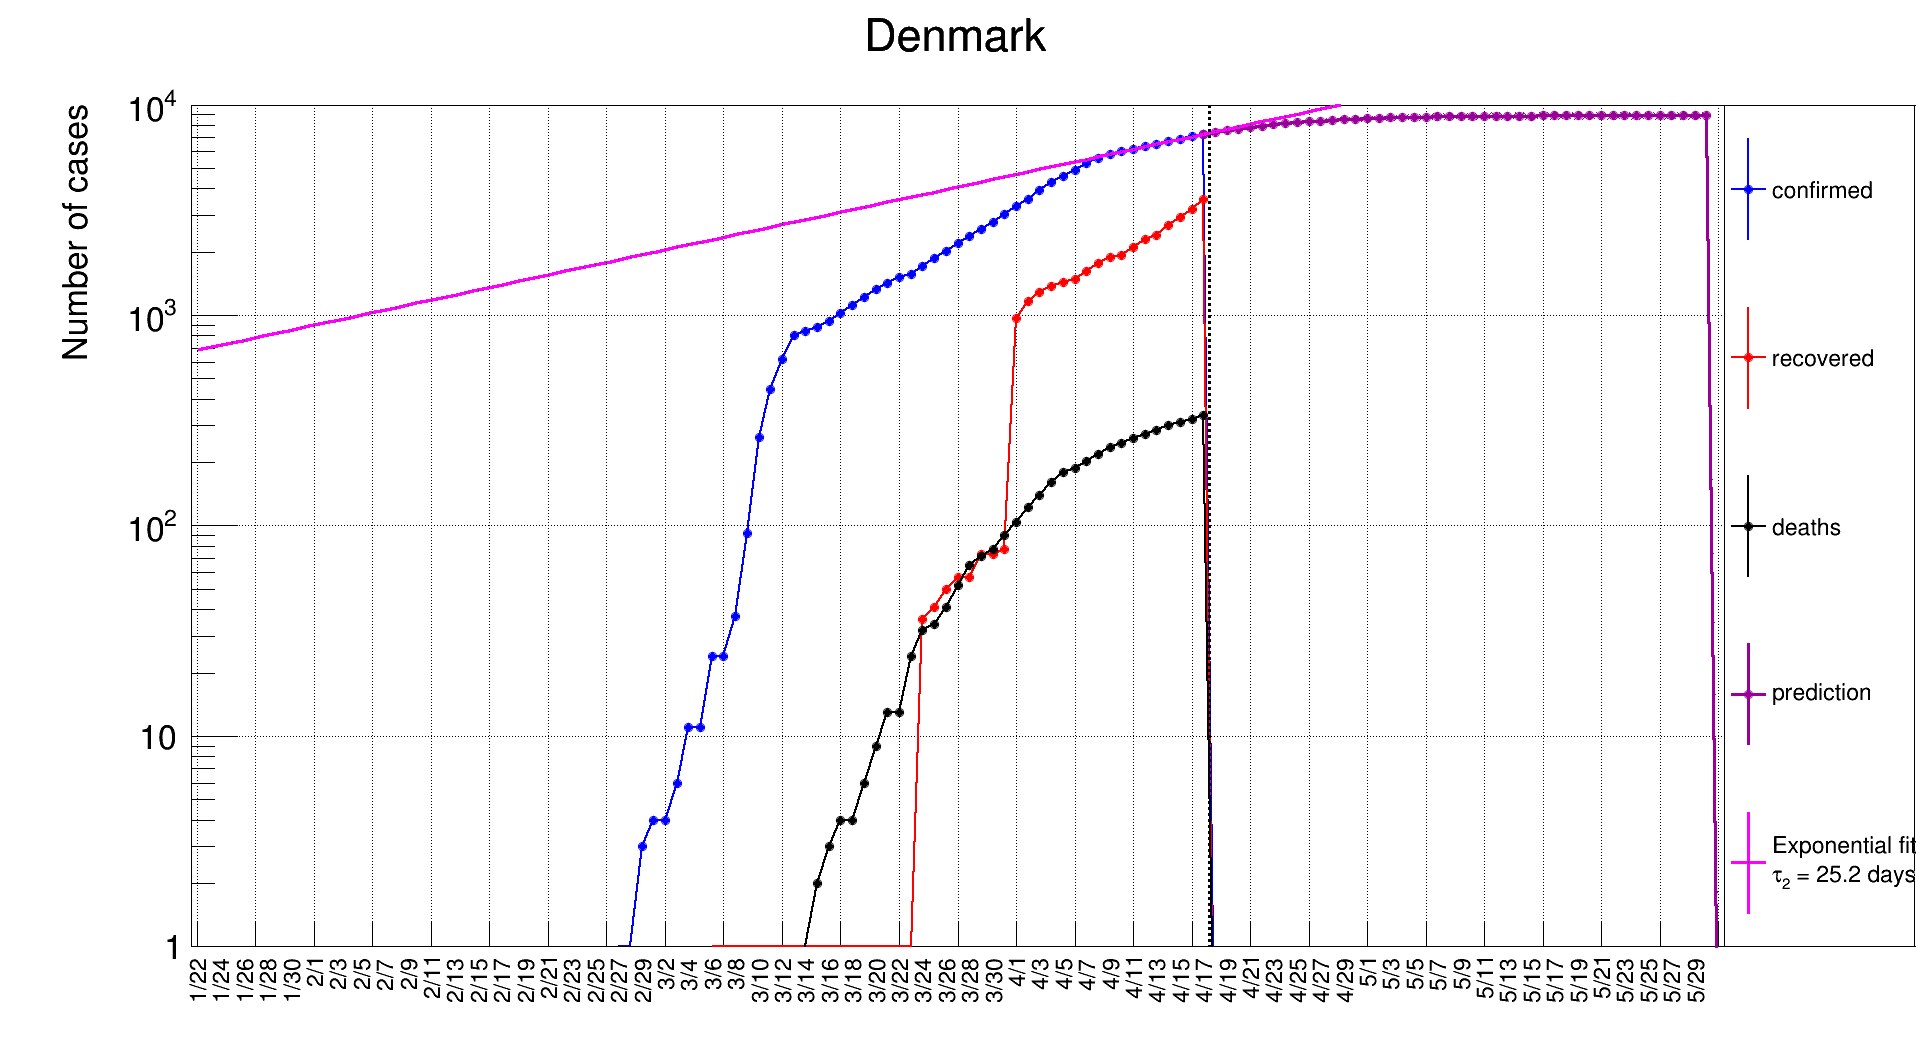 Denmark
Number of cases
10^4
10^3
10^2
10
1
1/22 1/24 1/26 1/28 1/30 2/1 2/3 2/5 2/7 2/9 2/11 2/13 2/15 2/17 2/19 2/21 2/23 2/25 2/27 2/29 3/2 3/4 3/6 3/8 3/10 3/12 3/14 3/16 3/18 3/20 3/22 3/24 3/26 3/28 3/30 4/1 4/3 4/5 4/7 4/9 4/11 4/13 4/15 4/17 4/19 4/21 4/23 4/25 4/27 4/29 5/1 5/3 5/5 5/7 5/9 5/11 5/13 5/15 5/17 5/19 5/21 5/23 5/25 5/27 5/29
confirmed
recovered
deaths
prediction
Exponential fit
τ₂ = 25.2 days